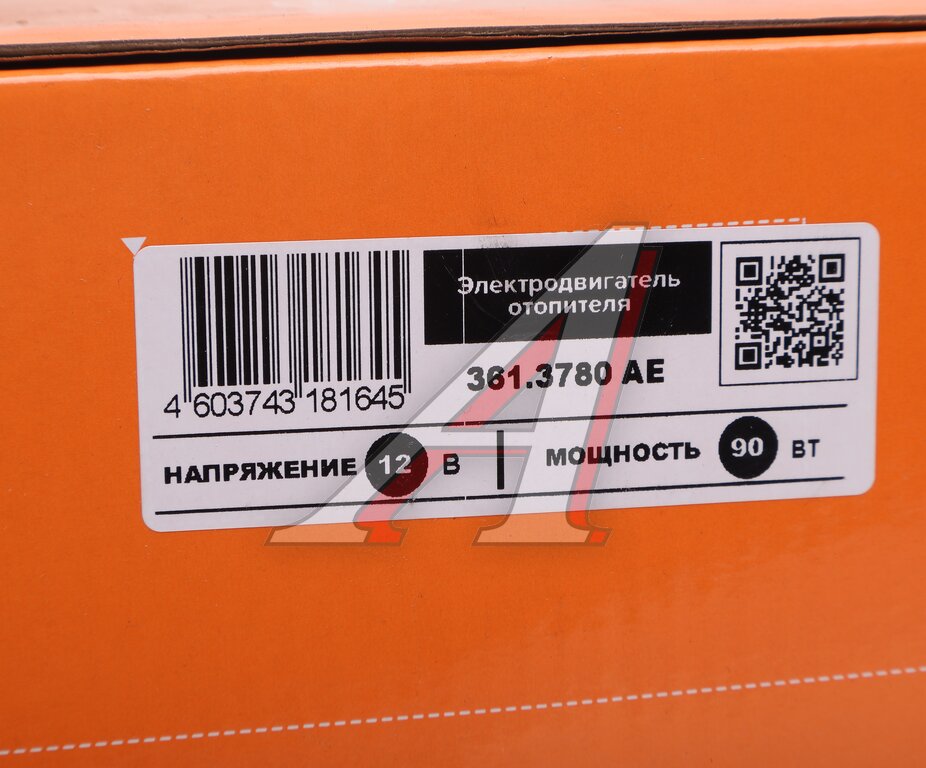 Электродвигатель
отопителя
361.3780 АЕ
4 603743 181645
НАПРЯЖЕНИЕ 12 В | МОЩНОСТЬ 90 ВТ